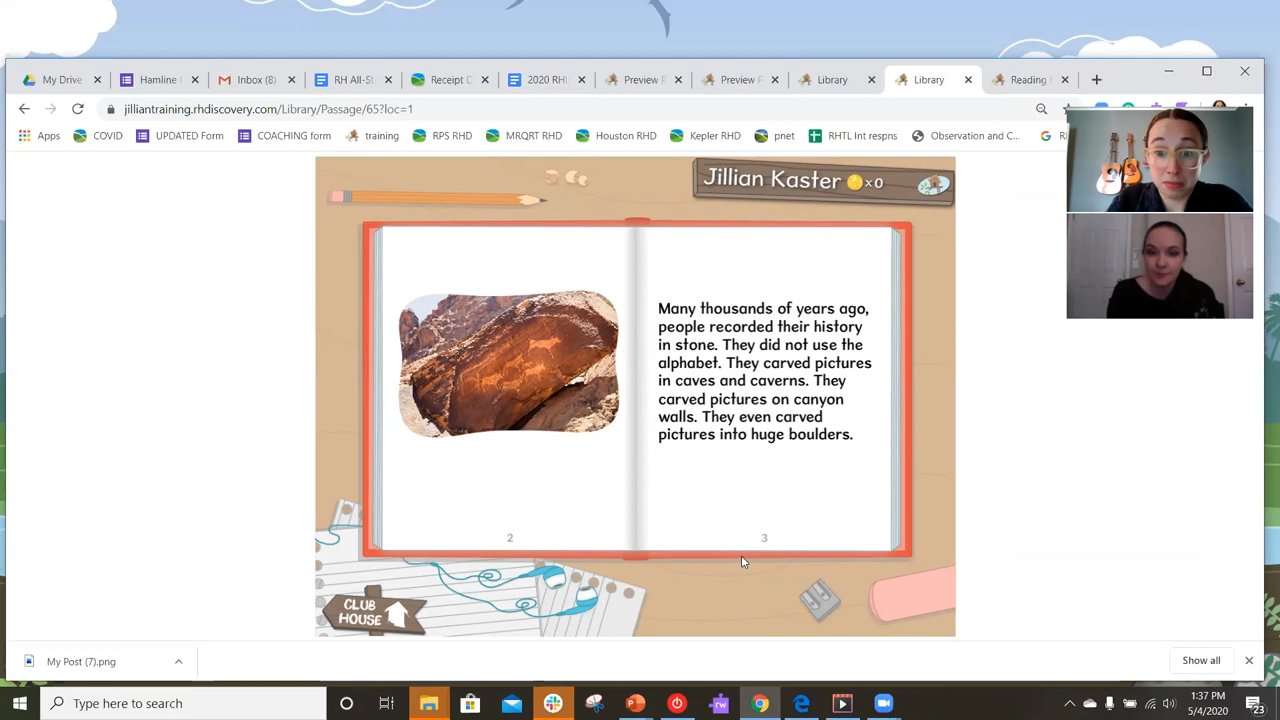 My Drive
Hamline
Inbox (8)
RH All-St
Receipt D
2020 RHI
Preview F
Preview F
Library
Library
Reading
jilliantraining.rhdiscovery.com/Library/Passage/65?loc=1
Apps
COVID
UPDATED Form
COACHING form
training
RPS RHD
MRQRT RHD
Houston RHD
Kepler RHD
pnet
RHTL Int respns
Observation and C...
Jillian Kaster x0
Many thousands of years ago,
people recorded their history
in stone. They did not use the
alphabet. They carved pictures
in caves and caverns. They
carved pictures on canyon
walls. They even carved
pictures into huge boulders.
2
3
CLUB
HOUSE
My Post (7).png
Show all
Type here to search
rw
1:37 PM
5/4/2020
23